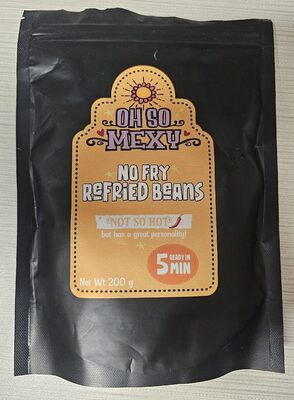 OH SO
MEXY
NO FRY
REFRIED BEANS
*NOT SO HOT*
but has a great personality!
5 READY IN
MIN
Net Wt 200 g